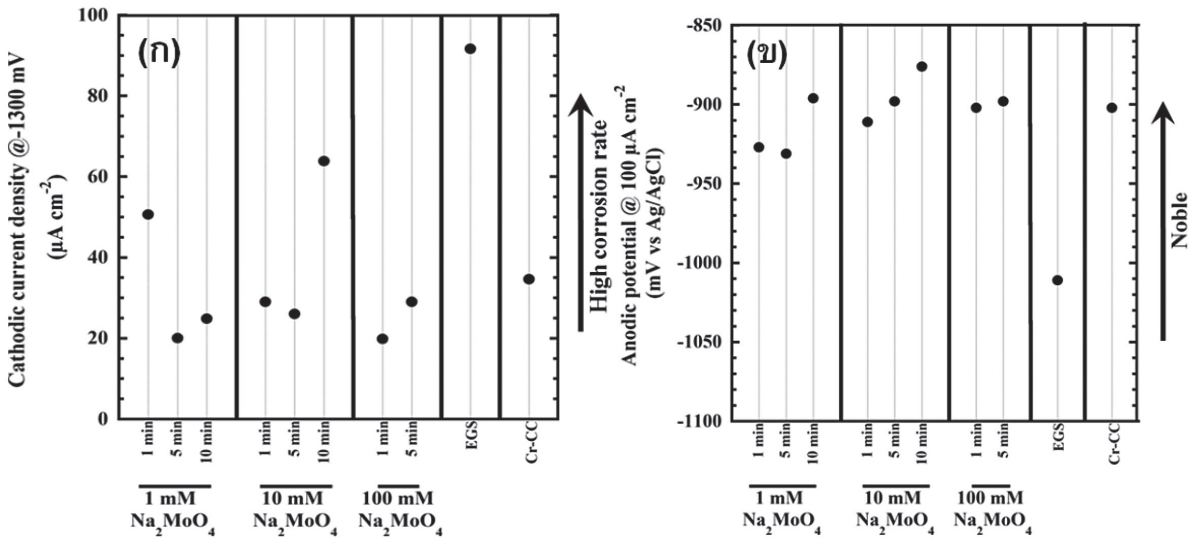 (ก)
Cathodic current density @-1300 mV
(µA cm⁻²)
100
80
60
40
20
0
1 min
5 min
10 min
1 min
5 min
10 min
1 min
5 min
EGS
Cr-CC
1 mM
Na₂MoO₄
10 mM
Na₂MoO₄
100 mM
Na₂MoO₄
High corrosion rate
(ข)
Anodic potential @ 100 µA cm⁻²
(mV vs Ag/AgCl)
-850
-900
-950
-1000
-1050
-1100
1 min
5 min
10 min
1 min
5 min
10 min
1 min
5 min
EGS
Cr-CC
1 mM
Na₂MoO₄
10 mM
Na₂MoO₄
100 mM
Na₂MoO₄
Noble